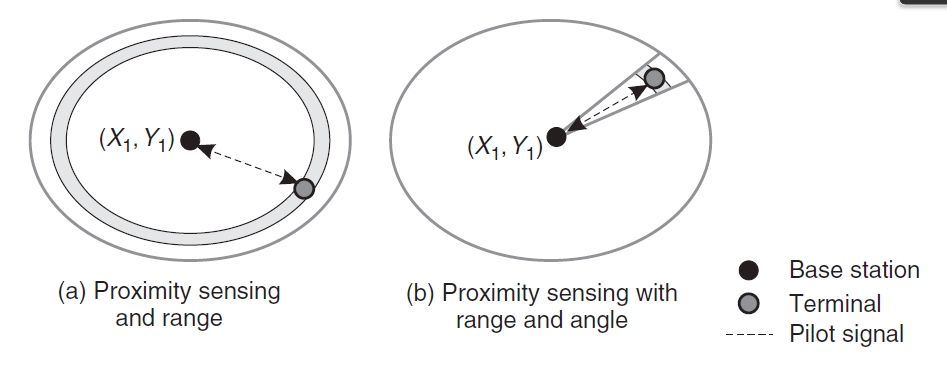 (X₁, Y₁)
(X₁, Y₁)
(a) Proximity sensing
and range
(b) Proximity sensing with
range and angle
Base station
Terminal
Pilot signal